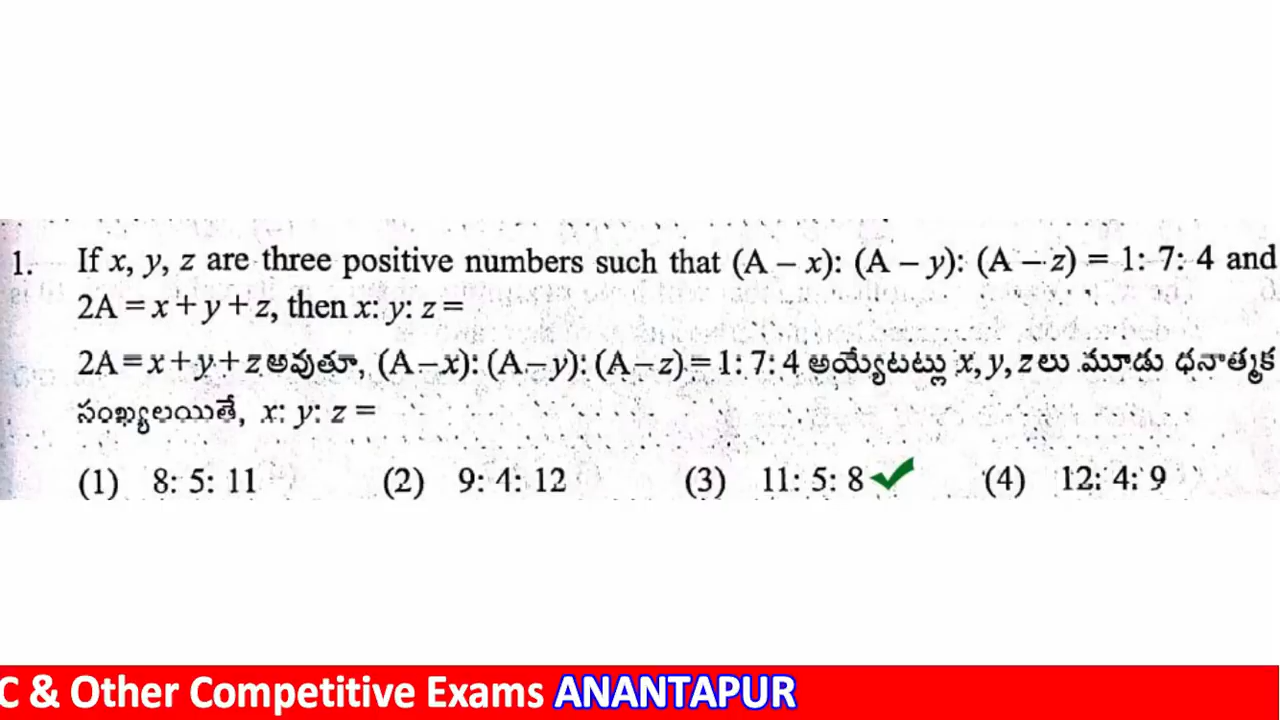 1. If x, y, z are three positive numbers such that (A – x): (A – y): (A – z) = 1: 7: 4 and
2A = x + y + z, then x: y: z =
2A = x + y + z అవుతూ, (A–x): (A–y): (A–z) = 1: 7: 4 అయ్యేటట్లు x, y, z లు మూడు ధనాత్మక
సంఖ్యలయితే, x: y: z =
(1) 8: 5: 11 (2) 9: 4: 12 (3) 11: 5: 8 ✔ (4) 12: 4: 9
C & Other Competitive Exams ANANTAPUR